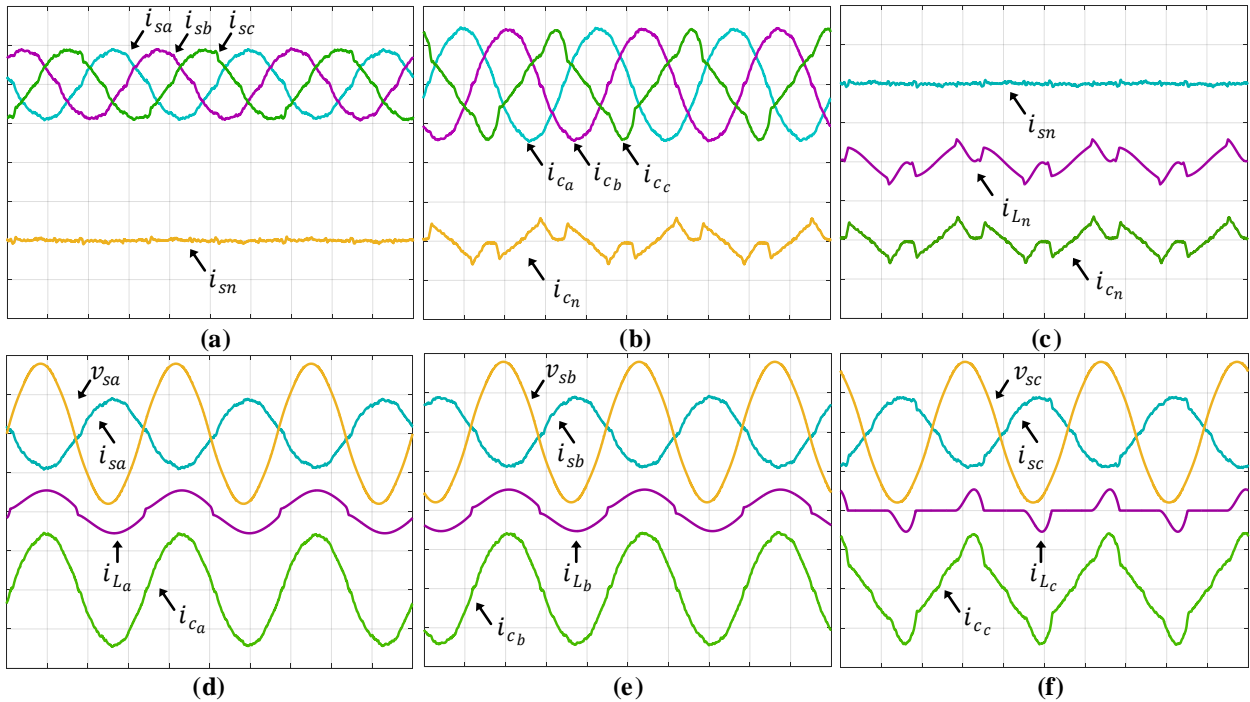 i_sa i_sb i_sc
i_sn
(a)
i_ca i_cb i_cc
i_cn
(b)
i_sn
i_Ln
i_cn
(c)
v_sa
i_sa
i_La
i_ca
(d)
v_sb
i_sb
i_Lb
i_cb
(e)
v_sc
i_sc
i_Lc
i_cc
(f)